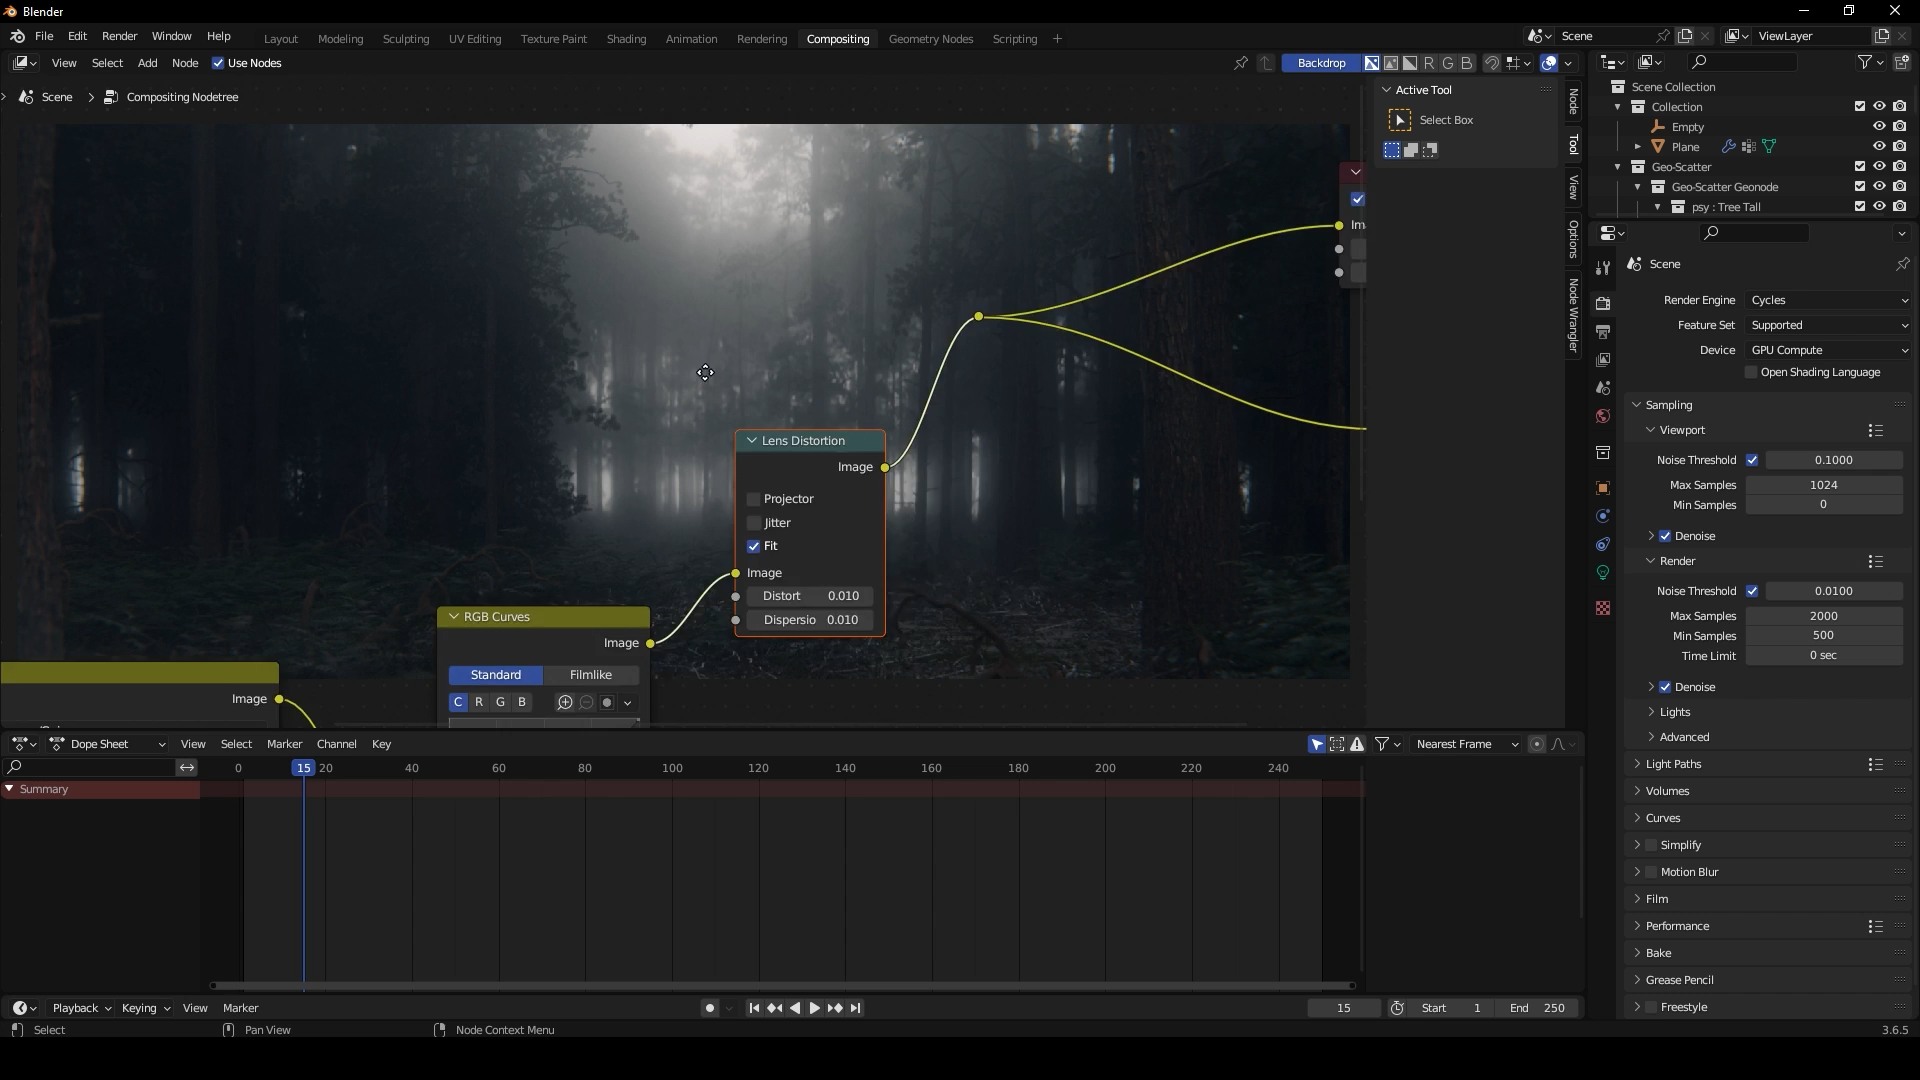 Blender
File Edit Render Window Help
Layout Modeling Sculpting UV Editing Texture Paint Shading Animation Rendering Compositing Geometry Nodes Scripting +
Scene ViewLayer
View Select Add Node Use Nodes
Backdrop R G B
Scene > Compositing Nodetree
Active Tool
Select Box
Node
Tool
View
Options
Node Wrangler
Im
Lens Distortion
Image
Projector
Jitter
Fit
Image
Distort 0.010
Dispersio 0.010
RGB Curves
Image
Standard Filmlike
C R G B
Image
Scene Collection
Collection
Empty
Plane
Geo-Scatter
Geo-Scatter Geonode
psy : Tree Tall
Scene
Render Engine Cycles
Feature Set Supported
Device GPU Compute
Open Shading Language
Sampling
Viewport
Noise Threshold 0.1000
Max Samples 1024
Min Samples 0
Denoise
Render
Noise Threshold 0.0100
Max Samples 2000
Min Samples 500
Time Limit 0 sec
Denoise
Lights
Advanced
Light Paths
Volumes
Curves
Simplify
Motion Blur
Film
Performance
Bake
Grease Pencil
Freestyle
Dope Sheet View Select Marker Channel Key
Nearest Frame
0 15 20 40 60 80 100 120 140 160 180 200 220 240
Summary
Playback Keying View Marker
15 Start 1 End 250
Select Pan View Node Context Menu
3.6.5